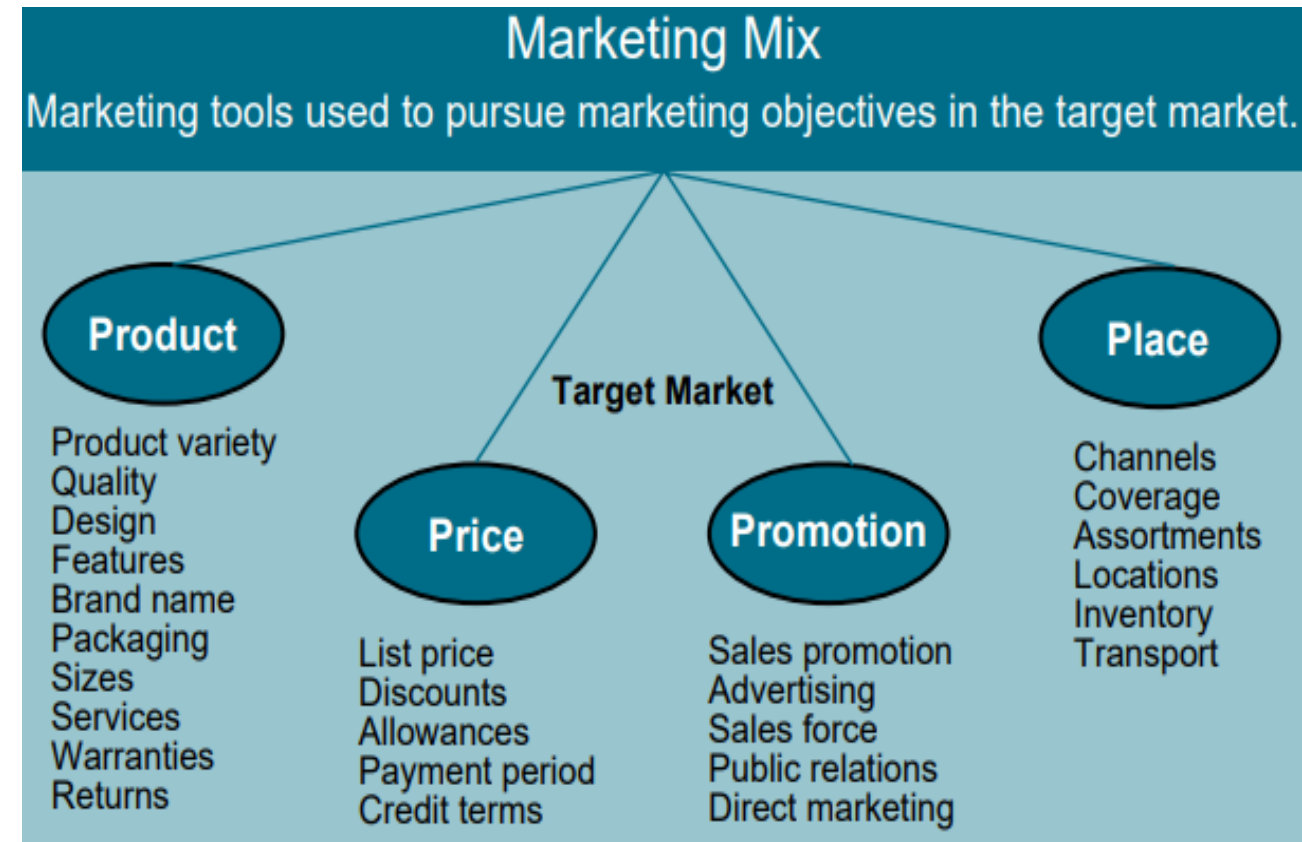 Marketing Mix
Marketing tools used to pursue marketing objectives in the target market.
Product
Product variety
Quality
Design
Features
Brand name
Packaging
Sizes
Services
Warranties
Returns
Target Market
Price
List price
Discounts
Allowances
Payment period
Credit terms
Promotion
Sales promotion
Advertising
Sales force
Public relations
Direct marketing
Place
Channels
Coverage
Assortments
Locations
Inventory
Transport